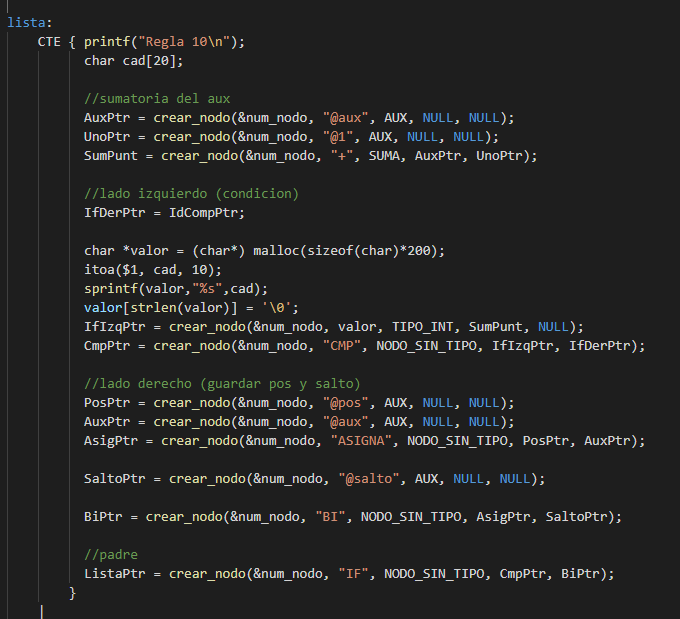 lista:
CTE { printf("Regla 10\n");
char cad[20];
//sumatoria del aux
AuxPtr = crear_nodo(&num_nodo, "@aux", AUX, NULL, NULL);
UnoPtr = crear_nodo(&num_nodo, "@1", AUX, NULL, NULL);
SumPunt = crear_nodo(&num_nodo, "+", SUMA, AuxPtr, UnoPtr);
//lado izquierdo (condicion)
IfDerPtr = IdCompPtr;
char *valor = (char*) malloc(sizeof(char)*200);
itoa($1, cad, 10);
sprintf(valor,"%s",cad);
valor[strlen(valor)] = '\0';
IfIzqPtr = crear_nodo(&num_nodo, valor, TIPO_INT, SumPunt, NULL);
CmpPtr = crear_nodo(&num_nodo, "CMP", NODO_SIN_TIPO, IfIzqPtr, IfDerPtr);
//lado derecho (guardar pos y salto)
PosPtr = crear_nodo(&num_nodo, "@pos", AUX, NULL, NULL);
AuxPtr = crear_nodo(&num_nodo, "@aux", AUX, NULL, NULL);
AsigPtr = crear_nodo(&num_nodo, "ASIGNA", NODO_SIN_TIPO, PosPtr, AuxPtr);
SaltoPtr = crear_nodo(&num_nodo, "@salto", AUX, NULL, NULL);
BiPtr = crear_nodo(&num_nodo, "BI", NODO_SIN_TIPO, AsigPtr, SaltoPtr);
//padre
ListaPtr = crear_nodo(&num_nodo, "IF", NODO_SIN_TIPO, CmpPtr, BiPtr);
}
|